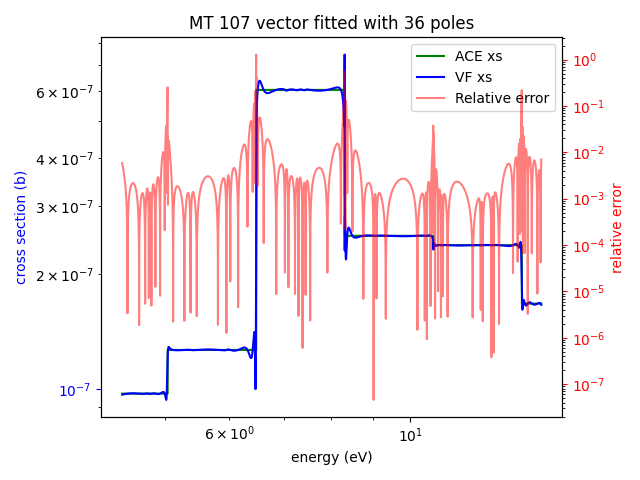 MT 107 vector fitted with 36 poles
ACE xs
VF xs
Relative error
cross section (b)
6 × 10⁻⁷
4 × 10⁻⁷
3 × 10⁻⁷
2 × 10⁻⁷
10⁻⁷
10⁰
10⁻¹
10⁻²
10⁻³
10⁻⁴
10⁻⁵
10⁻⁶
10⁻⁷
relative error
6 × 10⁰
10¹
energy (eV)